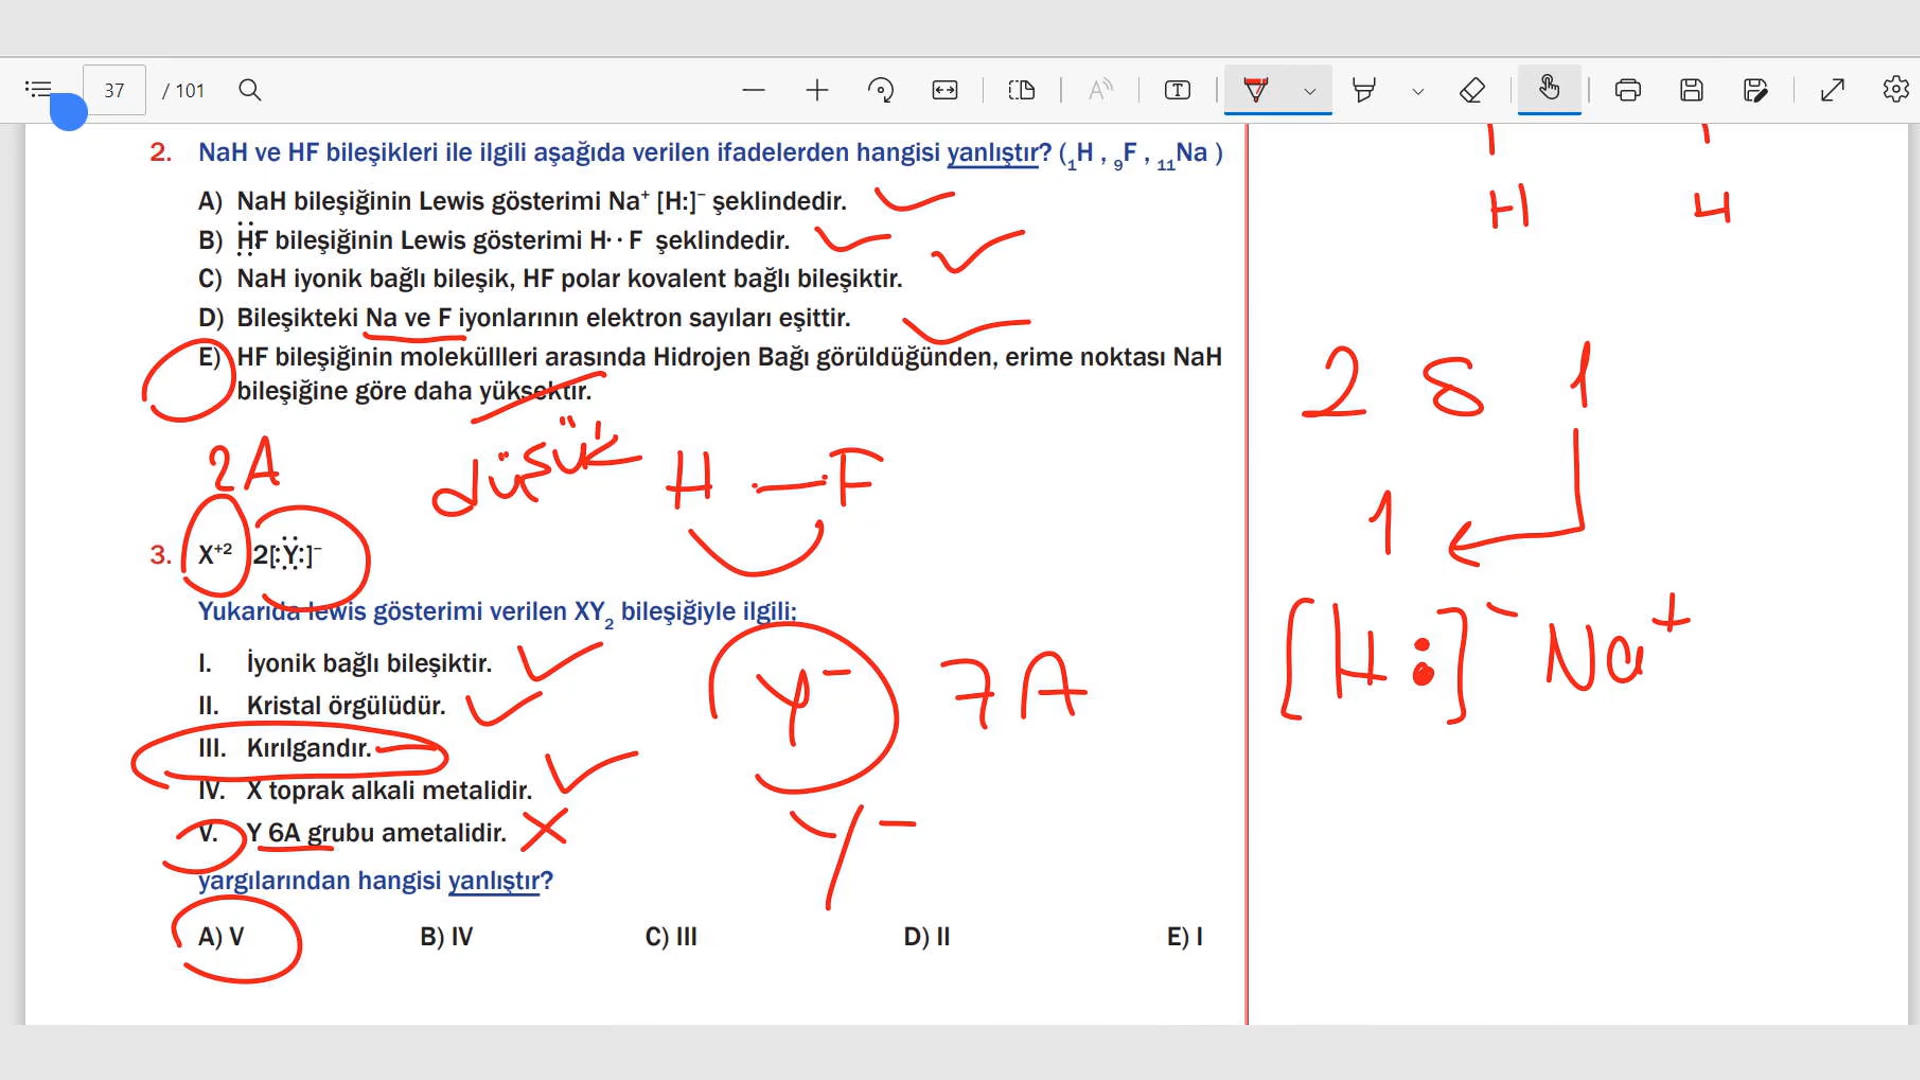 37 / 101
2. NaH ve HF bileşikleri ile ilgili aşağıda verilen ifadelerden hangisi yanlıştır? (₁H , ₉F , ₁₁Na )
A) NaH bileşiğinin Lewis gösterimi Na⁺ [H:]⁻ şeklindedir.
B) HF bileşiğinin Lewis gösterimi H·· F şeklindedir.
C) NaH iyonik bağlı bileşik, HF polar kovalent bağlı bileşiktir.
D) Bileşikteki Na ve F iyonlarının elektron sayıları eşittir.
E) HF bileşiğinin molekülleri arasında Hidrojen Bağı görüldüğünden, erime noktası NaH
bileşiğine göre daha yüksektir.
düşük
H — F
2A
3. X⁺² 2[:Y:]⁻
Yukarıda lewis gösterimi verilen XY₂ bileşiğiyle ilgili;
I. İyonik bağlı bileşiktir.
II. Kristal örgülüdür.
III. Kırılgandır.
IV. X toprak alkali metalidir.
V. Y 6A grubu ametalidir.
Y⁻ 7A
Y⁻
yargılarından hangisi yanlıştır?
A) V B) IV C) III D) II E) I
H H
2 8 1
1
[H:]⁻ Na⁺